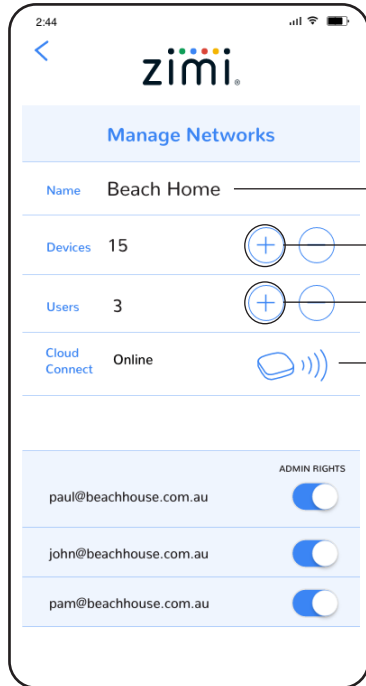 2:44
zimi®
Manage Networks
Name Beach Home
Devices 15
Users 3
Cloud
Connect Online
ADMIN RIGHTS
paul@beachhouse.com.au
john@beachhouse.com.au
pam@beachhouse.com.au